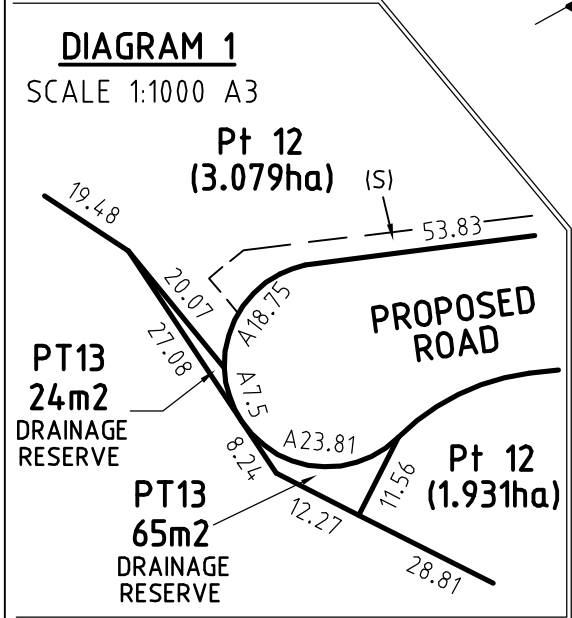 DIAGRAM 1
SCALE 1:1000 A3
Pt 12
(3.079ha)
(S)
19.48
53.83
20.07
A18.75
27.08
PROPOSED
ROAD
PT13
24m2
DRAINAGE
RESERVE
A7.5
A23.81
8.24
11.56
Pt 12
(1.931ha)
PT13
65m2
DRAINAGE
RESERVE
12.27
28.81